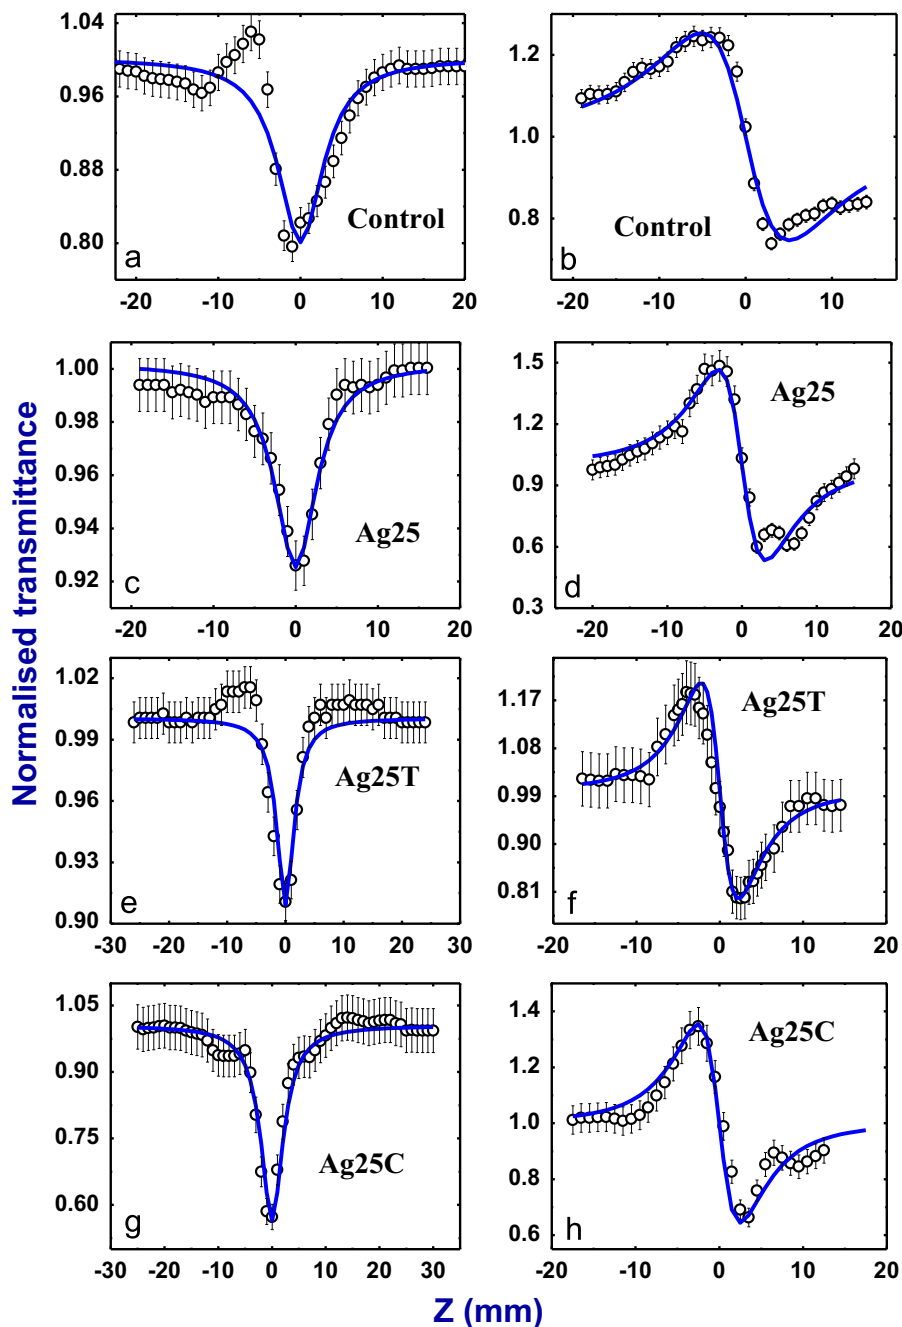 1.04
0.96
0.88
0.80
a
Control
-20 -10 0 10 20
1.2
1.0
0.8
b
Control
-20 -10 0 10
1.00
0.98
0.96
0.94
0.92
c
Ag25
-20 -10 0 10 20
1.5
1.2
0.9
0.6
0.3
d
Ag25
-20 -10 0 10 20
1.02
0.99
0.96
0.93
0.90
e
Ag25T
-30 -20 -10 0 10 20 30
1.17
1.08
0.99
0.90
0.81
f
Ag25T
-20 -10 0 10 20
1.05
0.90
0.75
0.60
g
Ag25C
-30 -20 -10 0 10 20 30
1.4
1.2
1.0
0.8
0.6
h
Ag25C
-20 -10 0 10 20
Normalised transmittance
Z (mm)